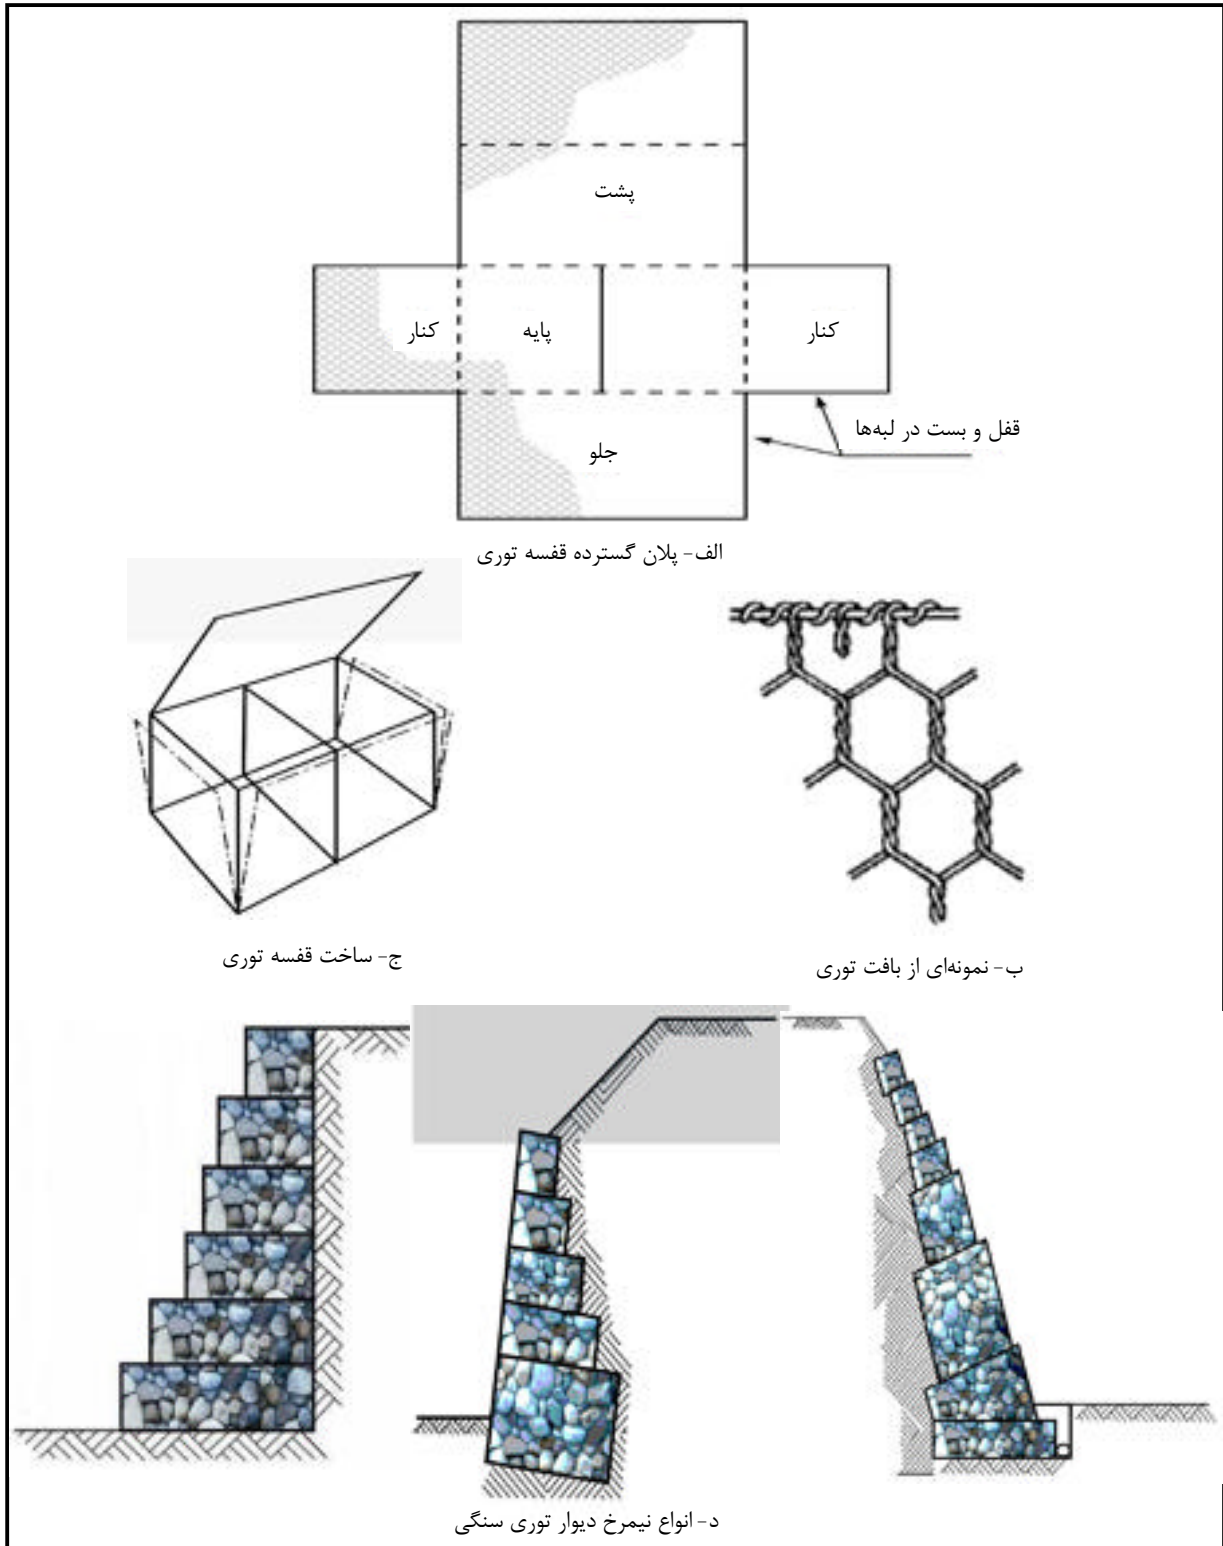 پشت
کنار
پایه
کنار
قفل و بست در لبه‌ها
جلو
الف- پلان گسترده قفسه توری
ج- ساخت قفسه توری
ب- نمونه‌ای از بافت توری
د- انواع نیمرخ دیوار توری سنگی